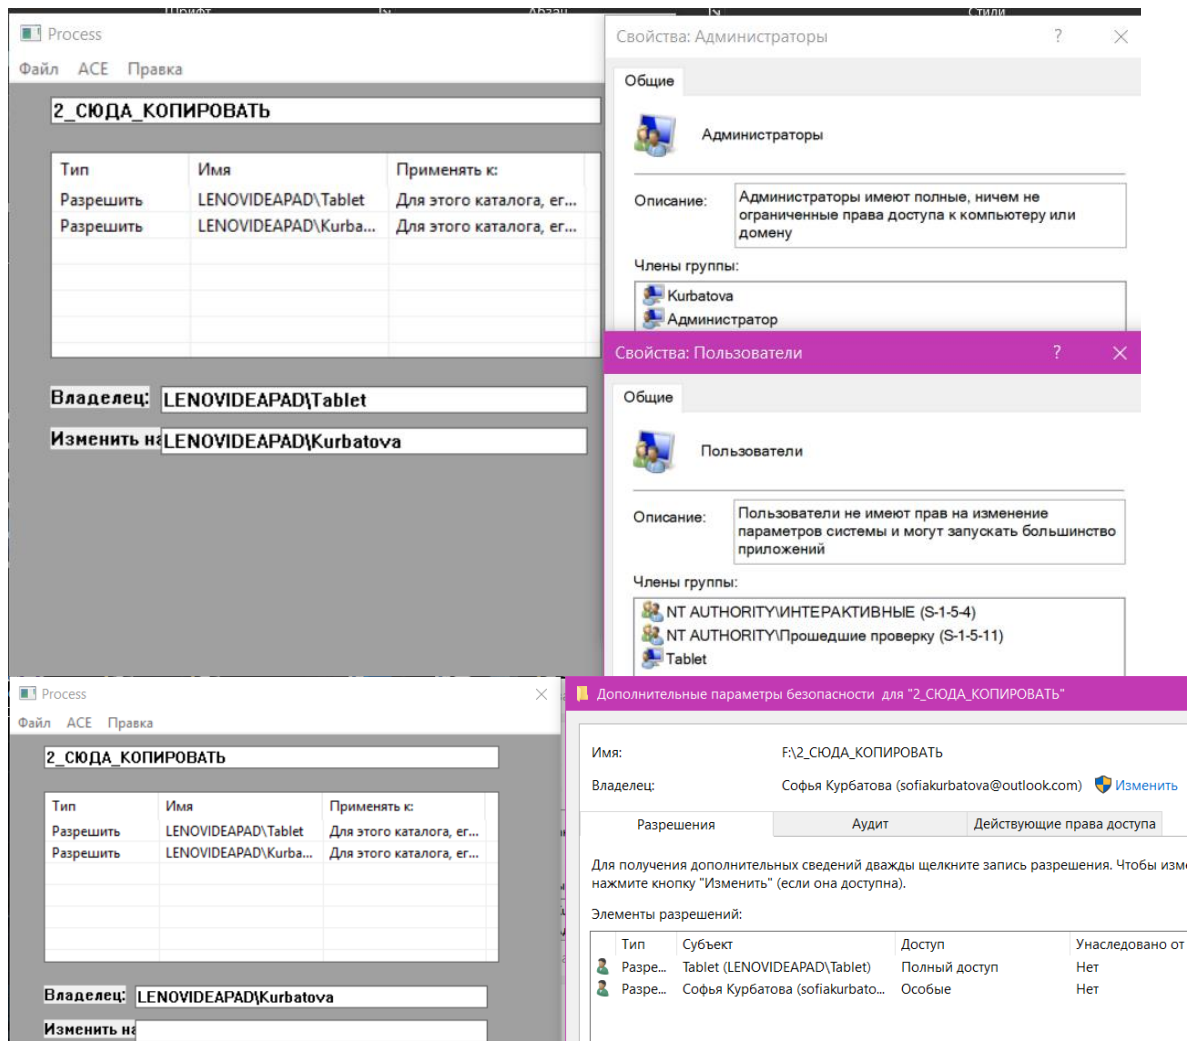 Шрифт
Абзац
Стили
Process
Файл ACE Правка
2_СЮДА_КОПИРОВАТЬ
Тип Имя Применять к:
Разрешить LENOVIDEAPAD\Tablet Для этого каталога, ег...
Разрешить LENOVIDEAPAD\Kurba... Для этого каталога, ег...
Владелец: LENOVIDEAPAD\Tablet
Изменить на LENOVIDEAPAD\Kurbatova
Свойства: Администраторы ?
Общие
Администраторы
Описание:
Администраторы имеют полные, ничем не
ограниченные права доступа к компьютеру или
домену
Члены группы:
Kurbatova
Администратор
Свойства: Пользователи ?
Общие
Пользователи
Описание:
Пользователи не имеют прав на изменение
параметров системы и могут запускать большинство
приложений
Члены группы:
NT AUTHORITY\ИНТЕРАКТИВНЫЕ (S-1-5-4)
NT AUTHORITY\Прошедшие проверку (S-1-5-11)
Tablet
Process
Файл ACE Правка
2_СЮДА_КОПИРОВАТЬ
Тип Имя Применять к:
Разрешить LENOVIDEAPAD\Tablet Для этого каталога, ег...
Разрешить LENOVIDEAPAD\Kurba... Для этого каталога, ег...
Владелец: LENOVIDEAPAD\Kurbatova
Изменить на
Дополнительные параметры безопасности для "2_СЮДА_КОПИРОВАТЬ"
Имя: F:\2_СЮДА_КОПИРОВАТЬ
Владелец: Софья Курбатова (sofiakurbatova@outlook.com) Изменить
Разрешения Аудит Действующие права доступа
Для получения дополнительных сведений дважды щелкните запись разрешения. Чтобы изм
нажмите кнопку "Изменить" (если она доступна).
Элементы разрешений:
Тип Субъект Доступ Унаследовано от
Разре... Tablet (LENOVIDEAPAD\Tablet) Полный доступ Нет
Разре... Софья Курбатова (sofiakurbato... Особые Нет